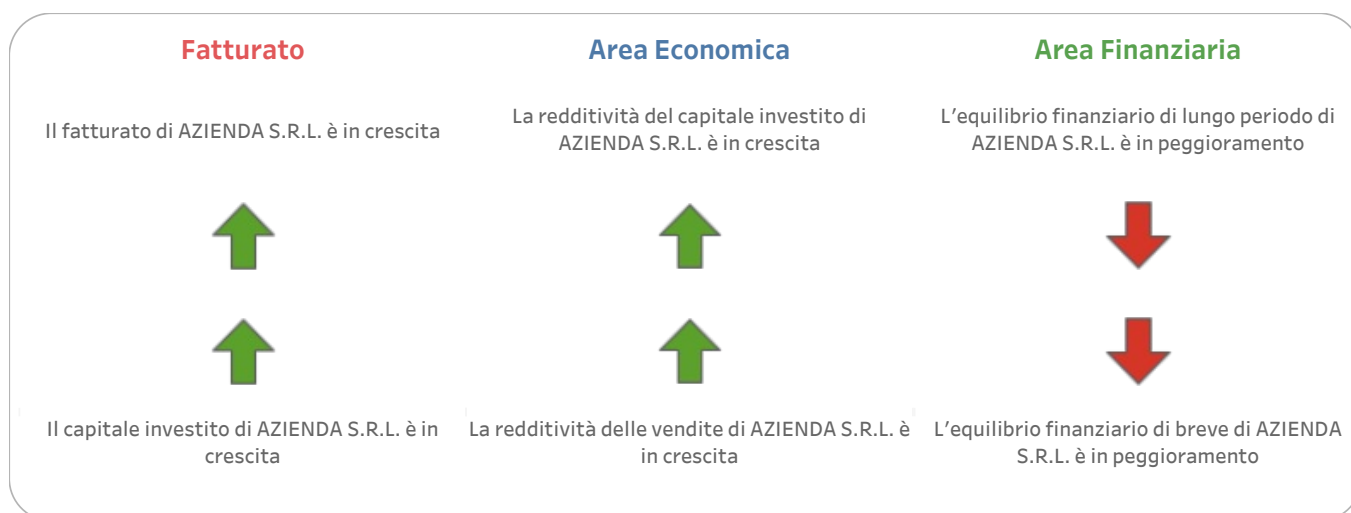 Fatturato
Il fatturato di AZIENDA S.R.L. è in crescita
Il capitale investito di AZIENDA S.R.L. è in
crescita
Area Economica
La redditività del capitale investito di
AZIENDA S.R.L. è in crescita
La redditività delle vendite di AZIENDA S.R.L. è
in crescita
Area Finanziaria
L’equilibrio finanziario di lungo periodo di
AZIENDA S.R.L. è in peggioramento
L’equilibrio finanziario di breve di AZIENDA
S.R.L. è in peggioramento